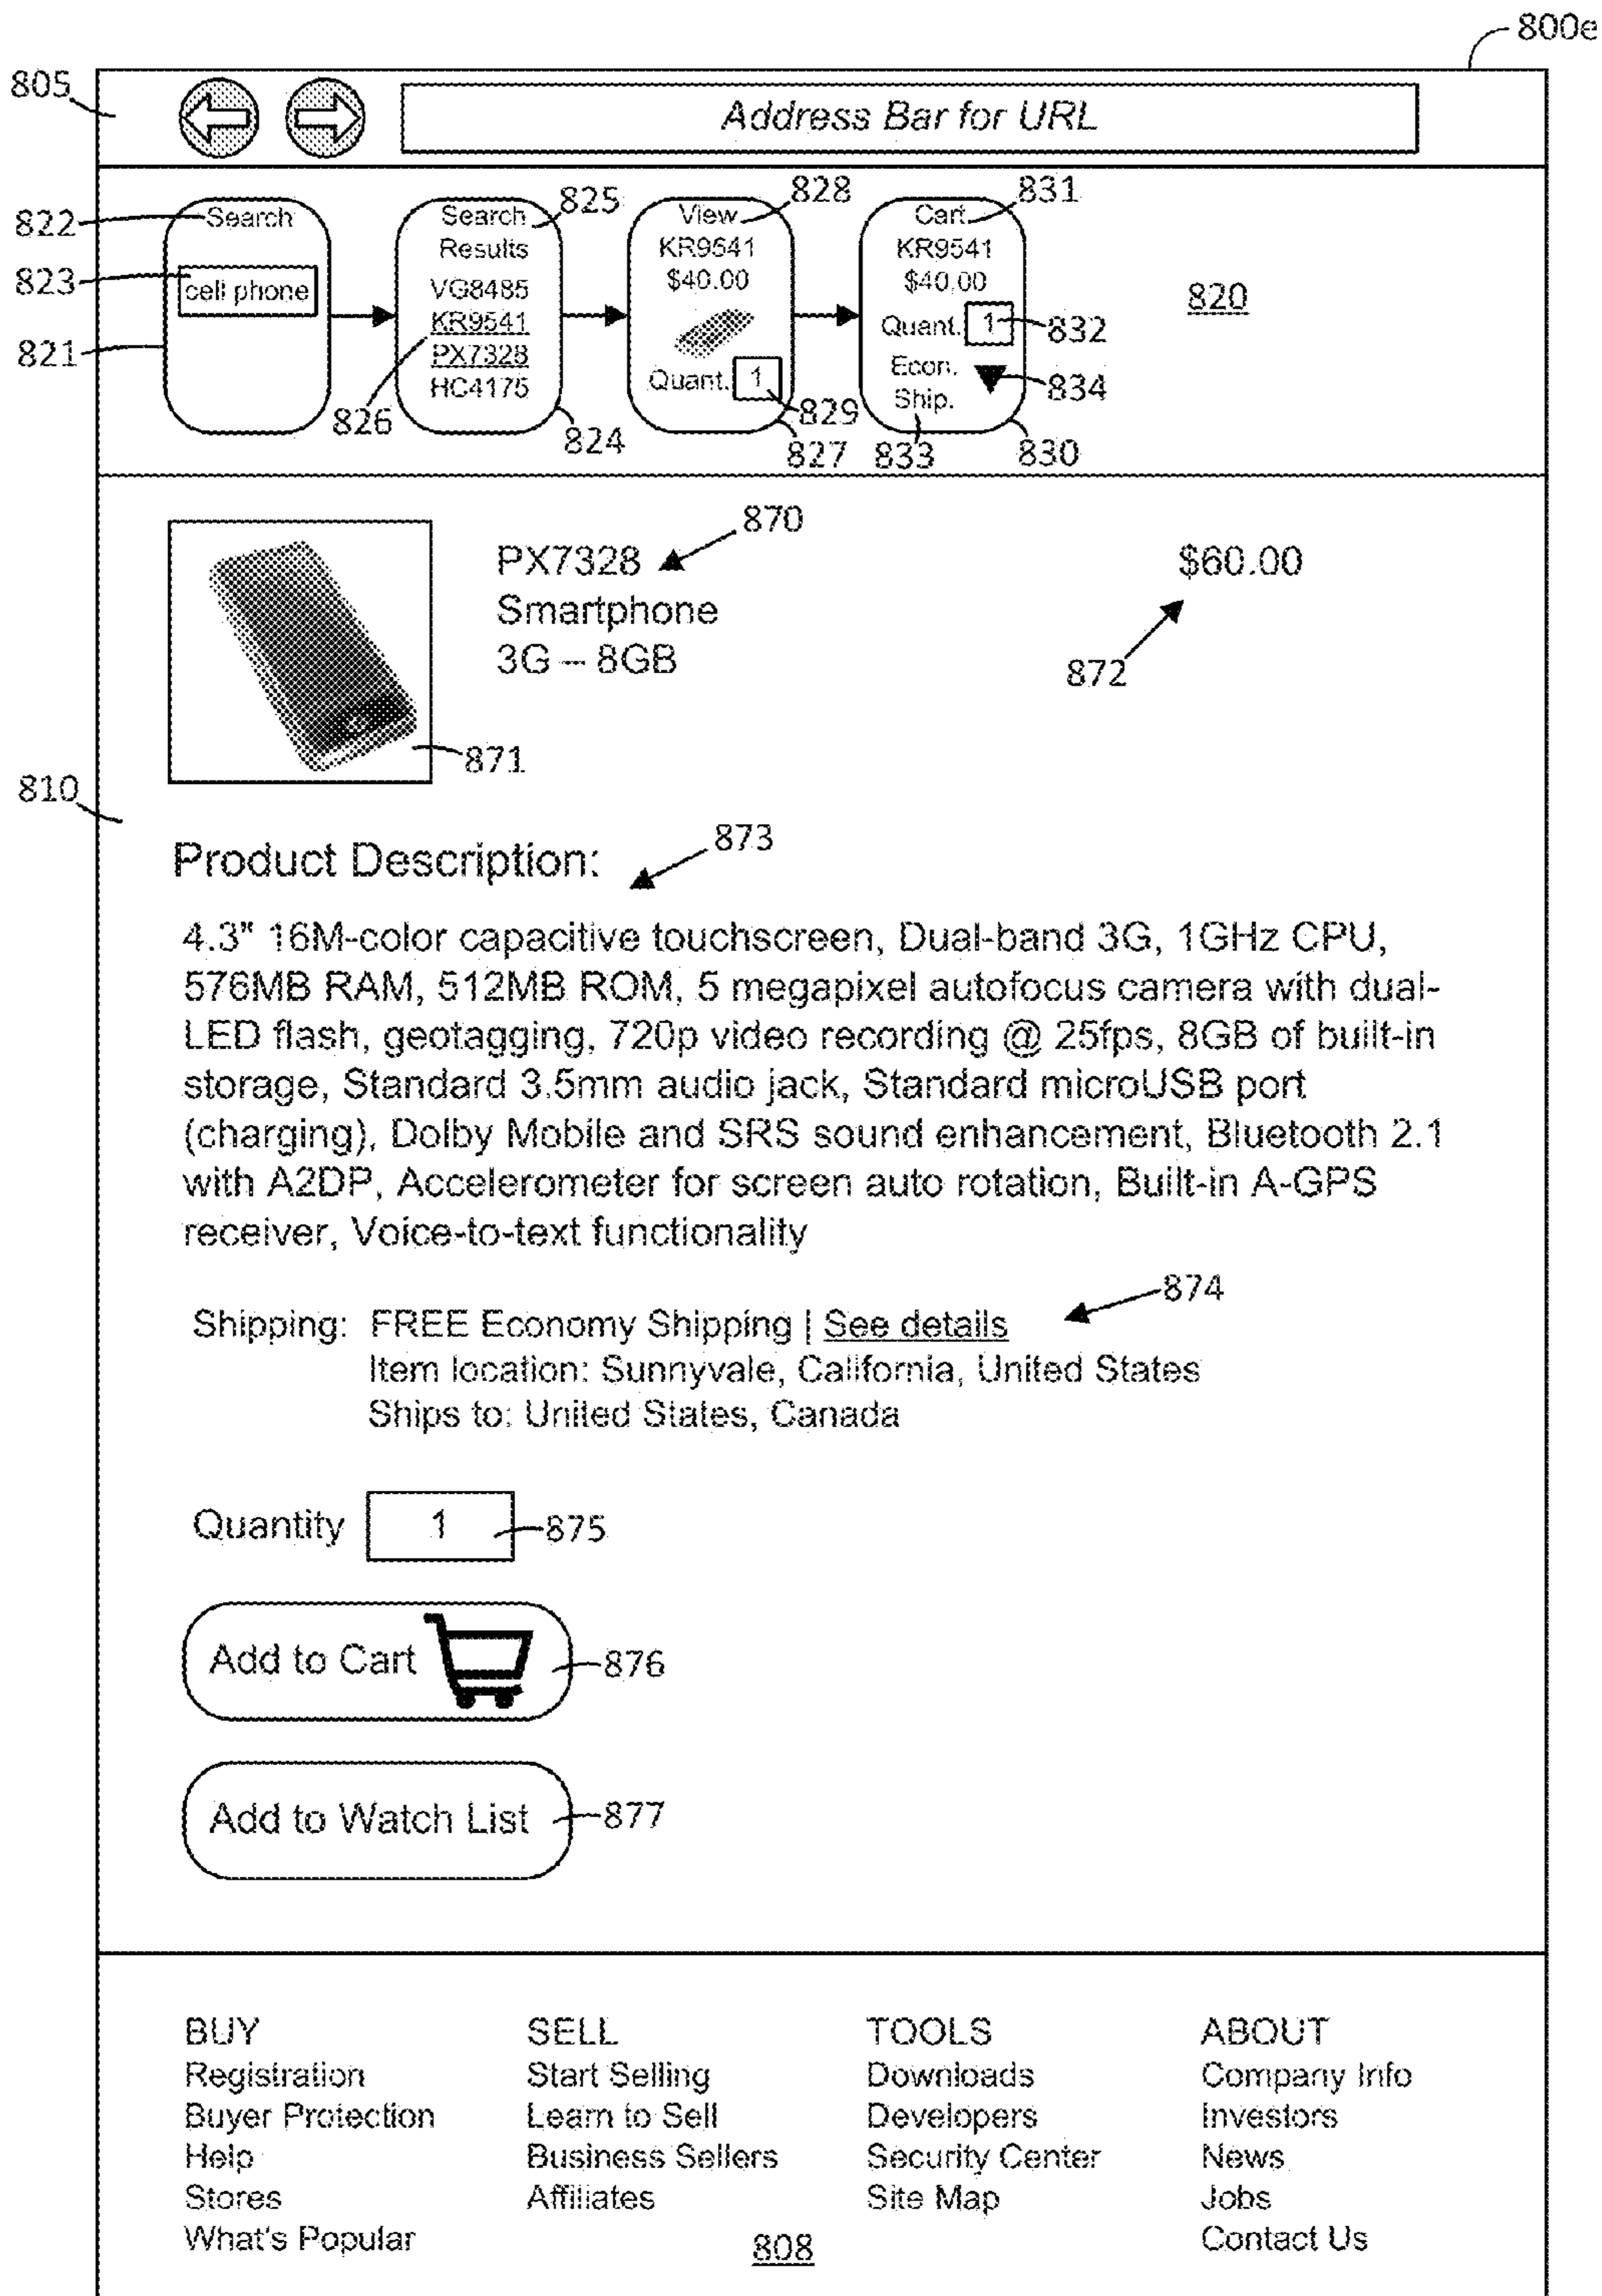 800e
805
Address Bar for URL
822
Search
823
cell phone
821
Search
825
Results
VG8485
KR9541
PX7328
HC4175
826
824
View
828
KR9541
$40.00
Quant. 1
829
827
Cart
831
KR9541
$40.00
Quant. 1
832
Econ.
Ship.
834
833
830
820
PX7328
870
Smartphone
3G – 8GB
$60.00
872
871
810
Product Description:
873
4.3" 16M-color capacitive touchscreen, Dual-band 3G, 1GHz CPU,
576MB RAM, 512MB ROM, 5 megapixel autofocus camera with dual-
LED flash, geotagging, 720p video recording @ 25fps, 8GB of built-in
storage, Standard 3.5mm audio jack, Standard microUSB port
(charging), Dolby Mobile and SRS sound enhancement, Bluetooth 2.1
with A2DP, Accelerometer for screen auto rotation, Built-in A-GPS
receiver, Voice-to-text functionality
874
Shipping: FREE Economy Shipping | See details
Item location: Sunnyvale, California, United States
Ships to: United States, Canada
Quantity 1
875
Add to Cart
876
Add to Watch List
877
BUY
Registration
Buyer Protection
Help
Stores
What's Popular
SELL
Start Selling
Learn to Sell
Business Sellers
Affiliates
TOOLS
Downloads
Developers
Security Center
Site Map
ABOUT
Company Info
Investors
News
Jobs
Contact Us
808